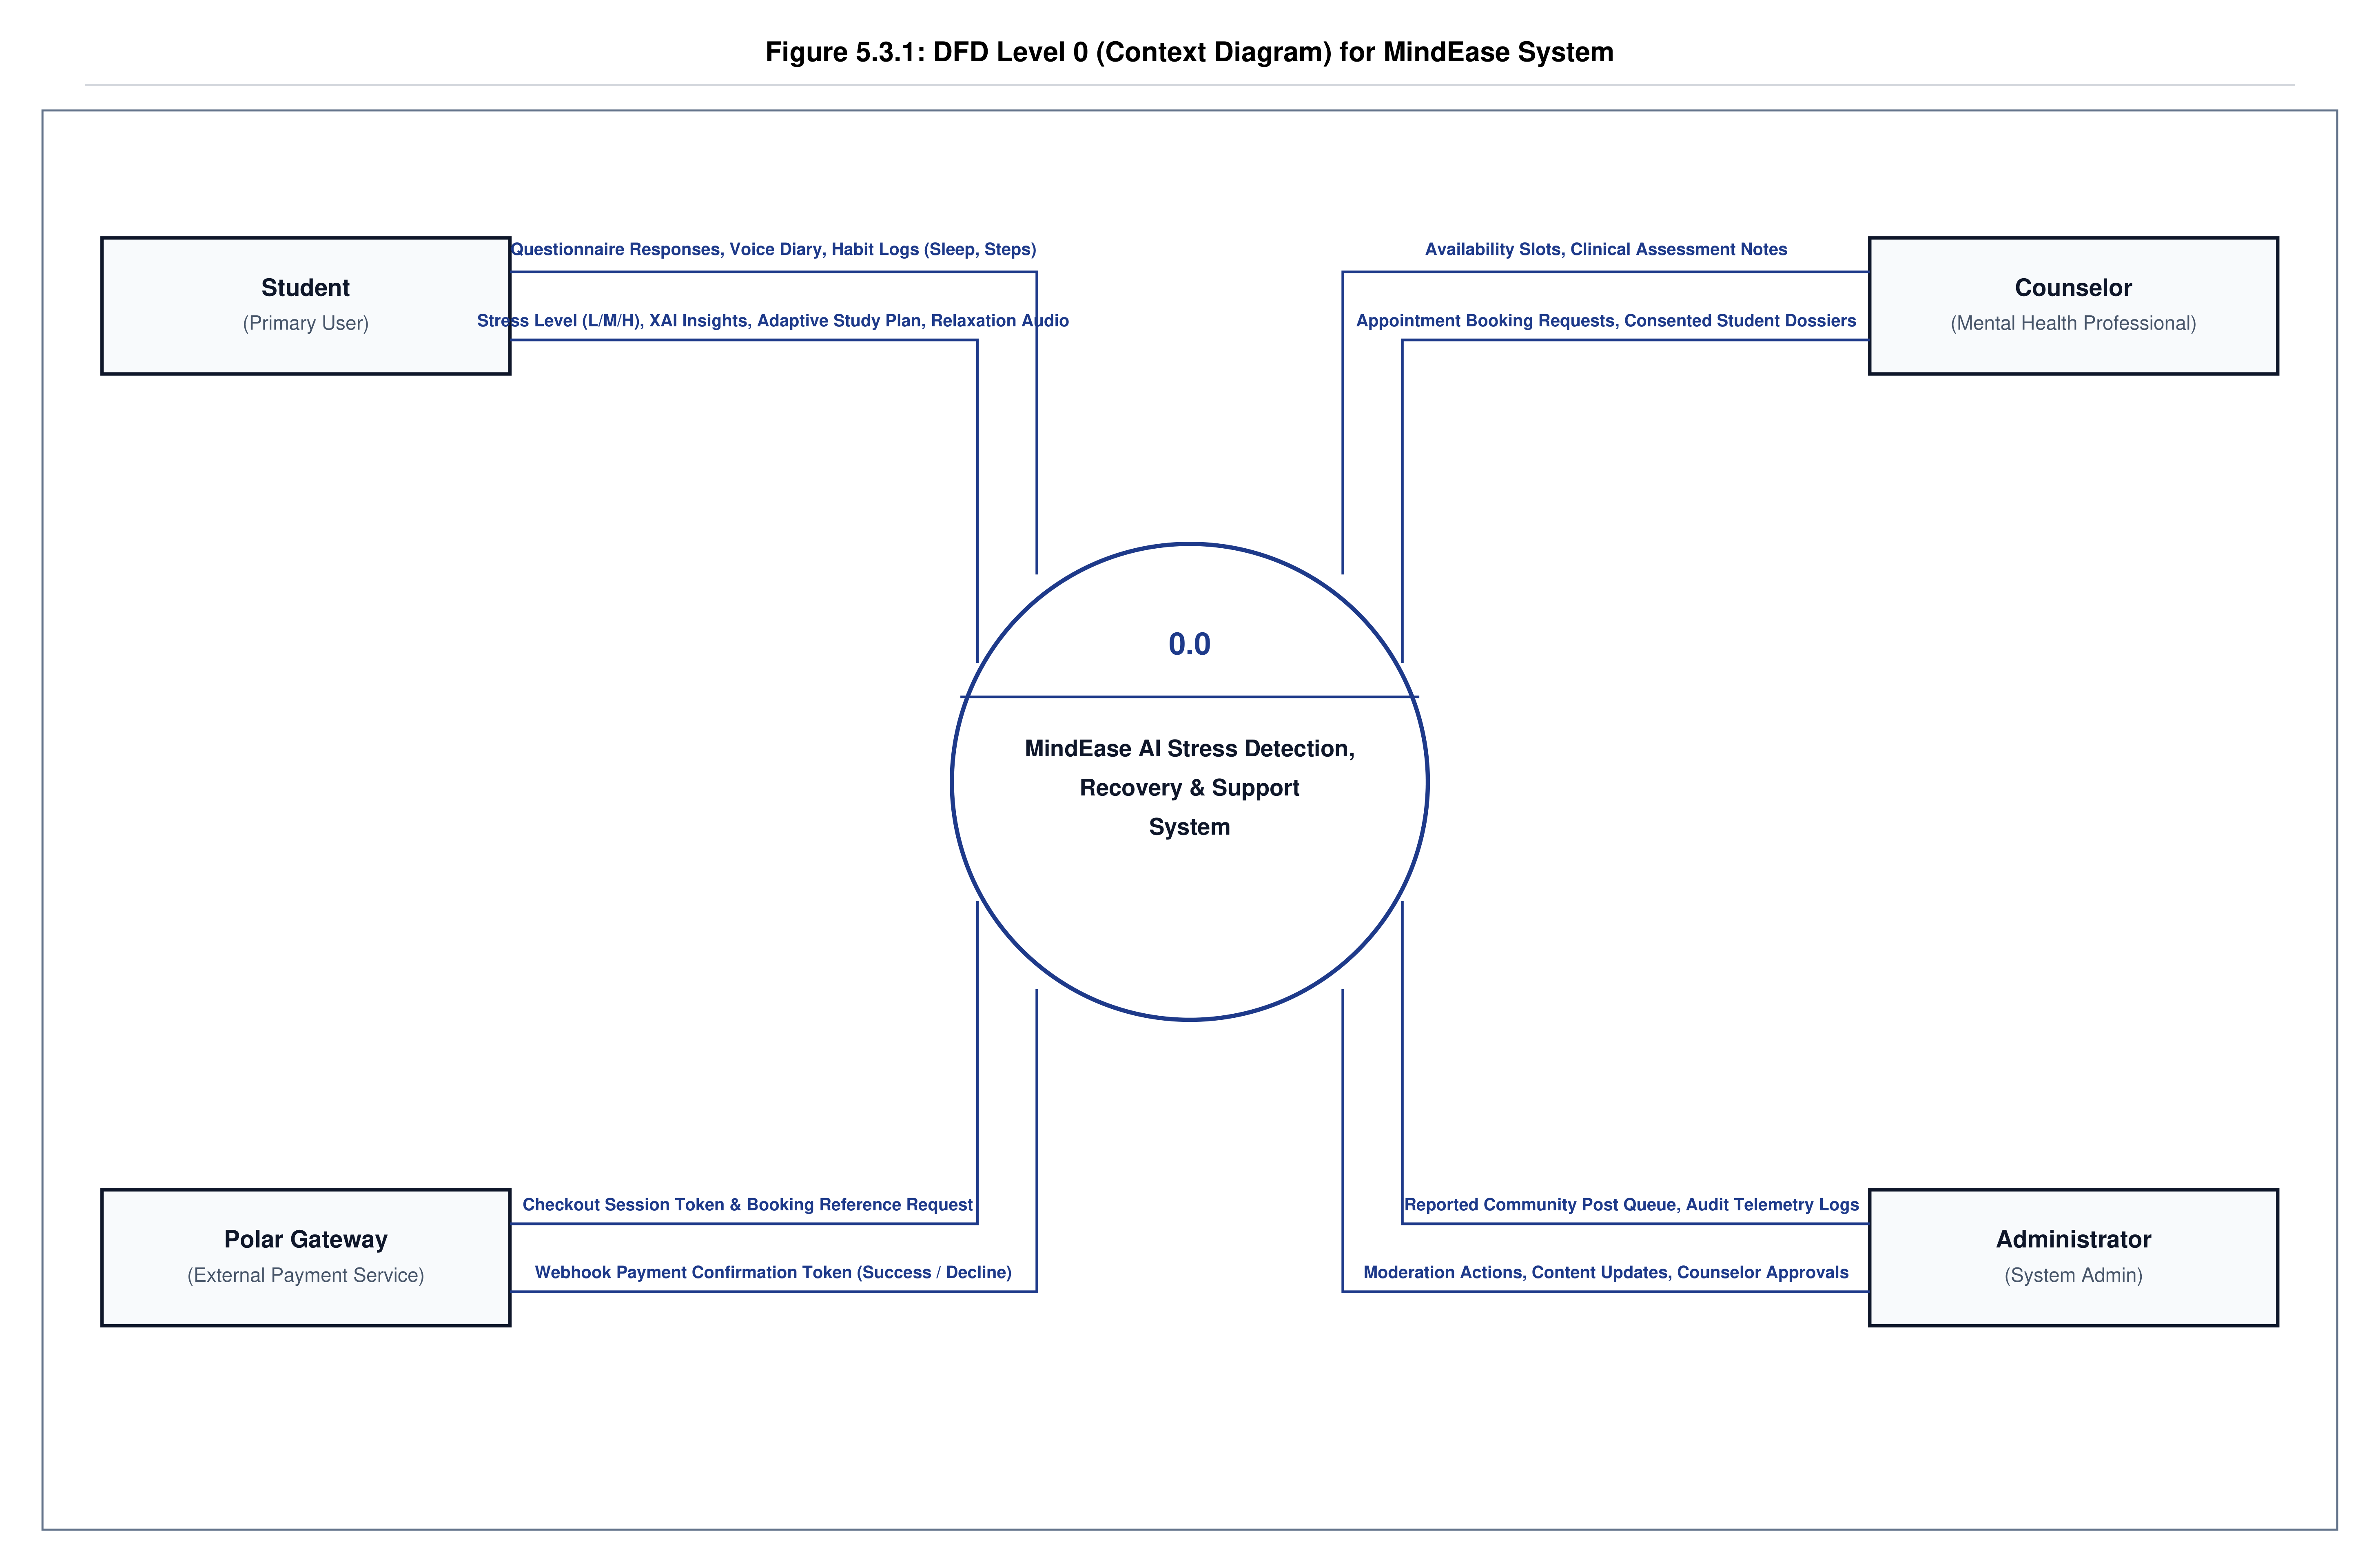 Figure 5.3.1: DFD Level 0 (Context Diagram) for MindEase System
Questionnaire Responses, Voice Diary, Habit Logs (Sleep, Steps)
Availability Slots, Clinical Assessment Notes
Student
(Primary User)
Stress Level (L/M/H), XAI Insights, Adaptive Study Plan, Relaxation Audio
Appointment Booking Requests, Consented Student Dossiers
Counselor
(Mental Health Professional)
0.0
MindEase AI Stress Detection,
Recovery & Support
System
Checkout Session Token & Booking Reference Request
Reported Community Post Queue, Audit Telemetry Logs
Polar Gateway
(External Payment Service)
Webhook Payment Confirmation Token (Success / Decline)
Moderation Actions, Content Updates, Counselor Approvals
Administrator
(System Admin)